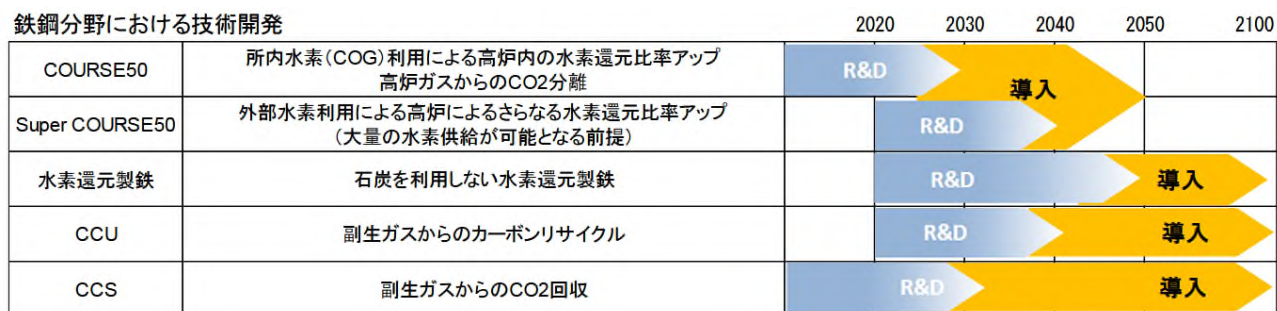 鉄鋼分野における技術開発
2020 2030 2040 2050 2100
COURSE50
所内水素(COG)利用による高炉内の水素還元比率アップ
高炉ガスからのCO2分離
R&D
導入
Super COURSE50
外部水素利用による高炉によるさらなる水素還元比率アップ
(大量の水素供給が可能となる前提)
R&D
水素還元製鉄
石炭を利用しない水素還元製鉄
R&D
導入
CCU
副生ガスからのカーボンリサイクル
R&D
導入
CCS
副生ガスからのCO2回収
R&D
導入